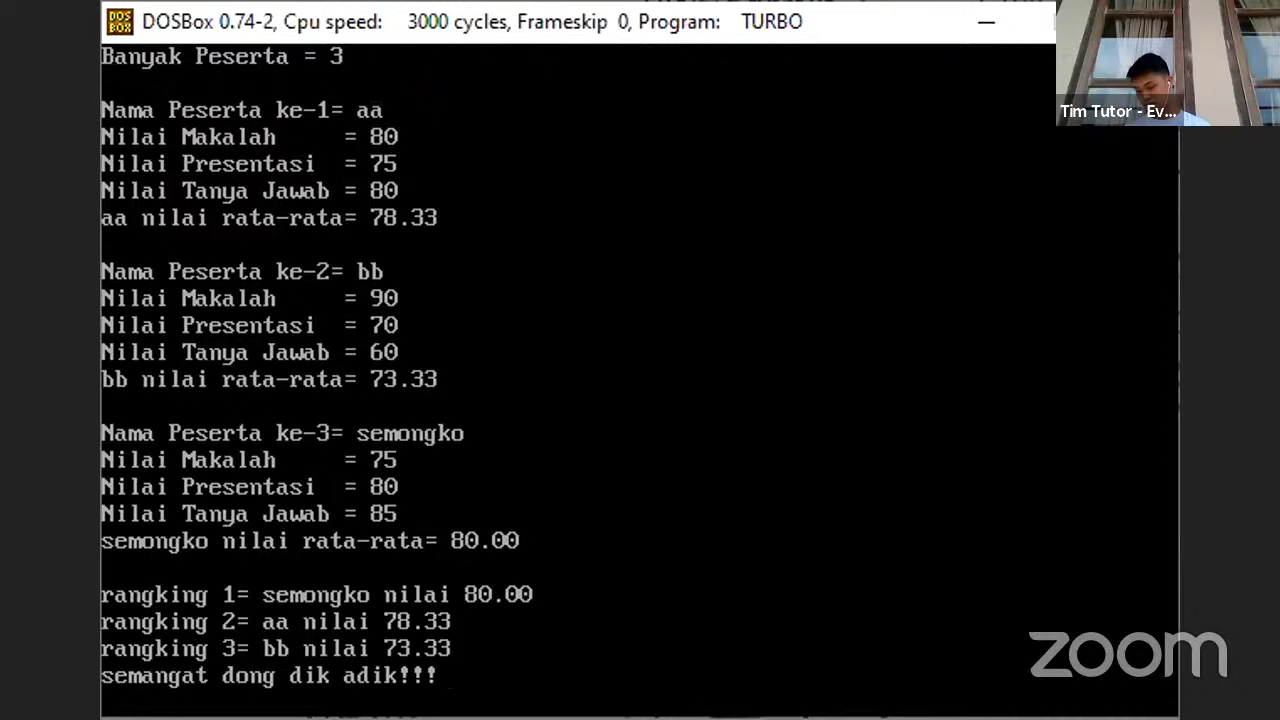 DOSBox 0.74-2, Cpu speed: 3000 cycles, Frameskip 0, Program: TURBO
Banyak Peserta = 3
Nama Peserta ke-1= aa
Nilai Makalah = 80
Nilai Presentasi = 75
Nilai Tanya Jawab = 80
aa nilai rata-rata= 78.33
Nama Peserta ke-2= bb
Nilai Makalah = 90
Nilai Presentasi = 70
Nilai Tanya Jawab = 60
bb nilai rata-rata= 73.33
Nama Peserta ke-3= semongko
Nilai Makalah = 75
Nilai Presentasi = 80
Nilai Tanya Jawab = 85
semongko nilai rata-rata= 80.00
rangking 1= semongko nilai 80.00
rangking 2= aa nilai 78.33
rangking 3= bb nilai 73.33
semangat dong dik adik!!!
Tim Tutor - Ev...
zoom
DOS BOX